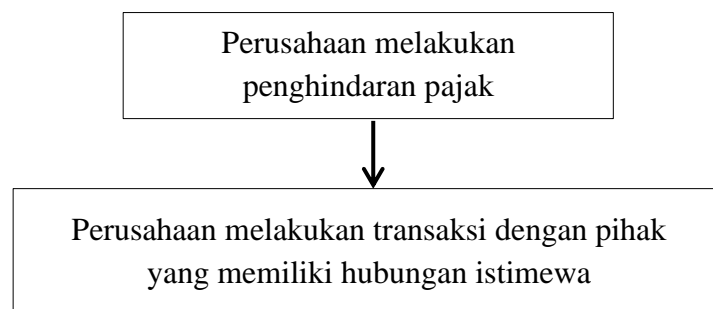 Perusahaan melakukan
penghindaran pajak
Perusahaan melakukan transaksi dengan pihak
yang memiliki hubungan istimewa